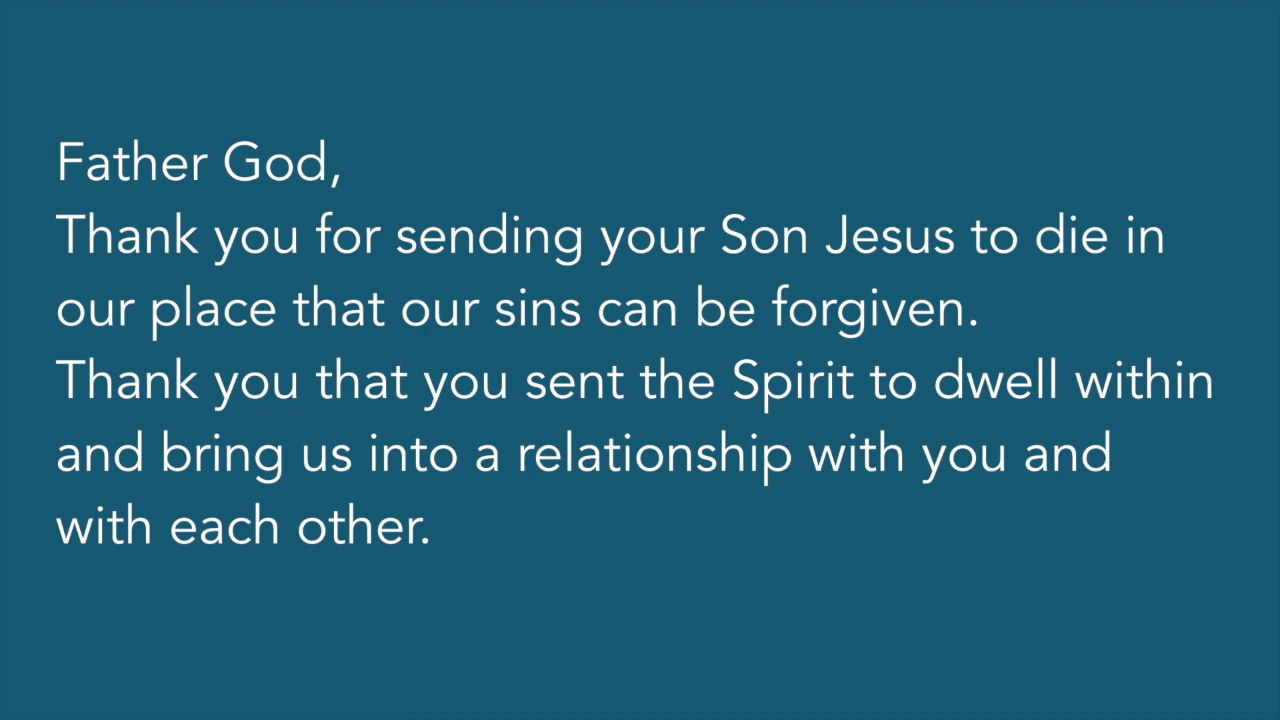 Father God,
Thank you for sending your Son Jesus to die in
our place that our sins can be forgiven.
Thank you that you sent the Spirit to dwell within
and bring us into a relationship with you and
with each other.